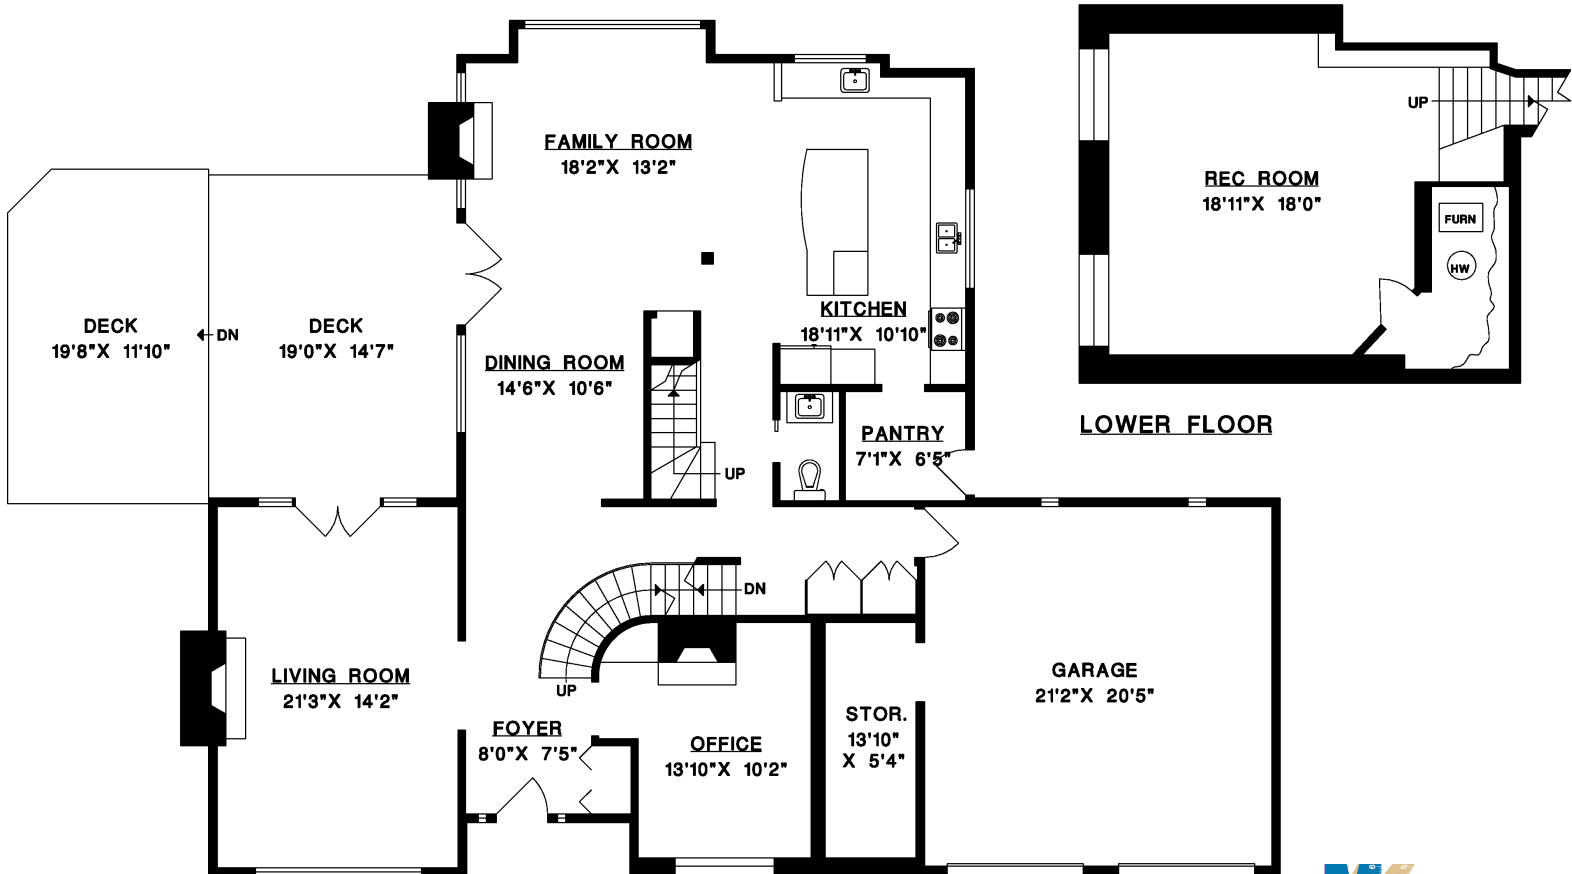 FAMILY ROOM
18'2"X 13'2"
UP
REC ROOM
18'11"X 18'0"
FURN
HW
DECK
19'8"X 11'10"
DN
DECK
19'0"X 14'7"
KITCHEN
18'11"X 10'10"
DINING ROOM
14'6"X 10'6"
LOWER FLOOR
PANTRY
7'1"X 6'5"
UP
DN
UP
LIVING ROOM
21'3"X 14'2"
GARAGE
21'2"X 20'5"
FOYER
8'0"X 7'5"
OFFICE
13'10"X 10'2"
STOR.
13'10"
X 5'4"